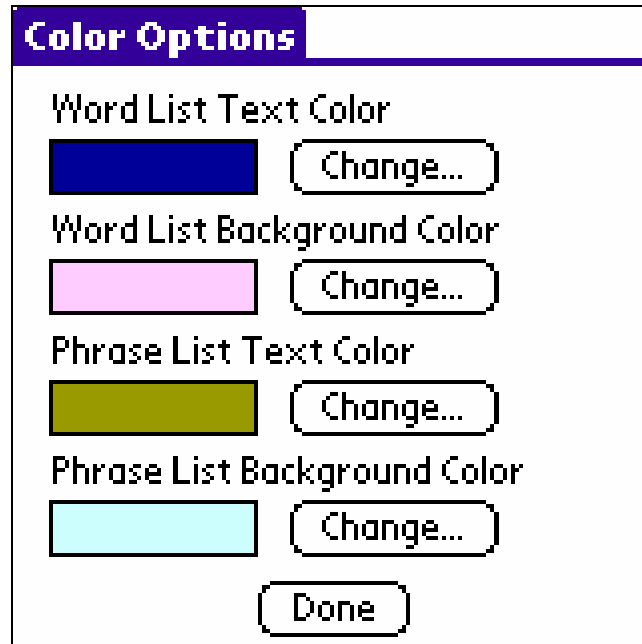 Color Options
Word List Text Color
Change...
Word List Background Color
Change...
Phrase List Text Color
Change...
Phrase List Background Color
Change...
Done